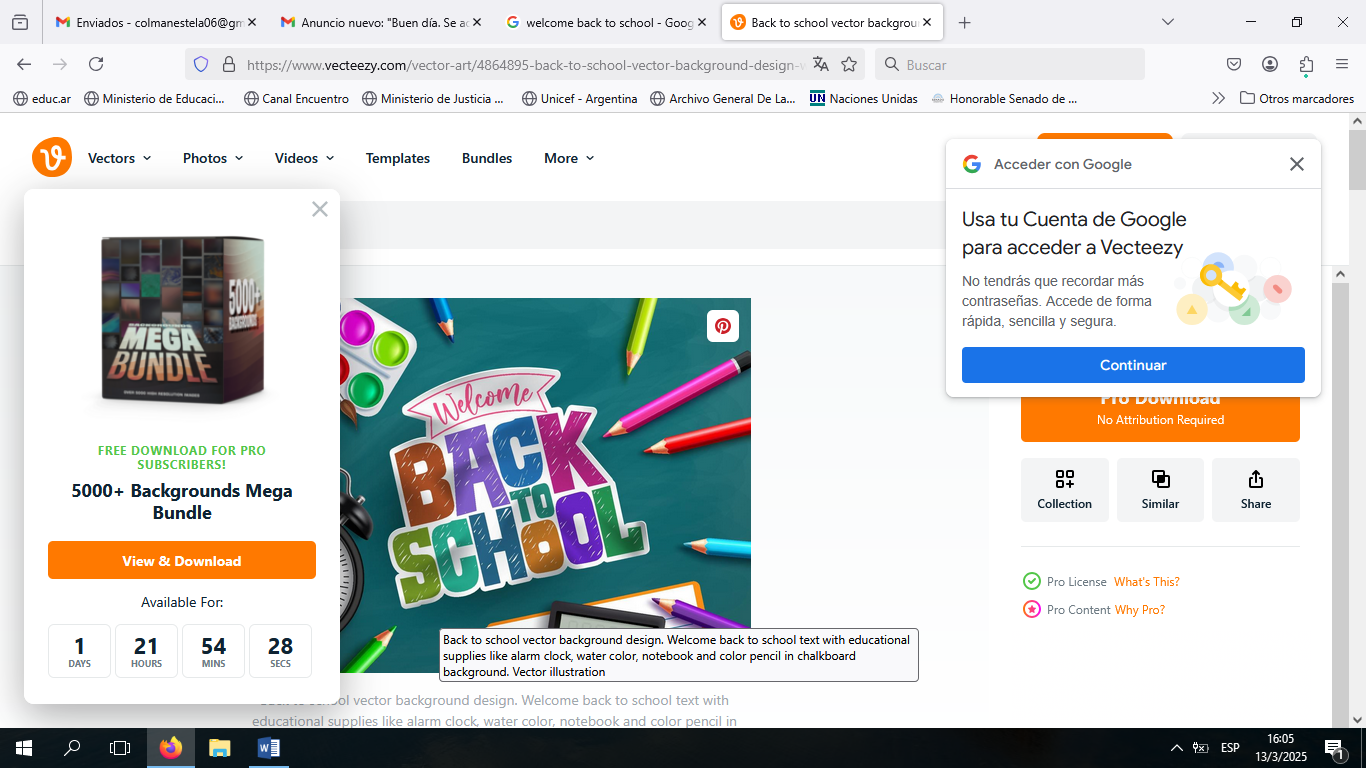 Enviados - colmanestela06@gm
Anuncio nuevo: "Buen día. Se ac
welcome back to school - Goog
Back to school vector backgrou
https://www.vecteezy.com/vector-art/4864895-back-to-school-vector-background-design-w
Buscar
educ.ar
Ministerio de Educaci...
Canal Encuentro
Ministerio de Justicia ...
Unicef - Argentina
Archivo General De La...
UN Naciones Unidas
Honorable Senado de ...
Otros marcadores
Vectors
Photos
Videos
Templates
Bundles
More
Acceder con Google
Usa tu Cuenta de Google
para acceder a Vecteezy
No tendrás que recordar más
contraseñas. Accede de forma
rápida, sencilla y segura.
Continuar
Pro Download
No Attribution Required
Collection
Similar
Share
Pro License What's This?
Pro Content Why Pro?
5000+
BACKGROUNDS
MEGA
BUNDLE
FREE DOWNLOAD FOR PRO
SUBSCRIBERS!
5000+ Backgrounds Mega
Bundle
View & Download
Available For:
1 21 54 28
DAYS HOURS MINS SECS
Welcome
BACK
TO
SCHOOL
Back to school vector background design. Welcome back to school text with educational
supplies like alarm clock, water color, notebook and color pencil in chalkboard
background. Vector illustration
school vector background design. Welcome back to school text with
educational supplies like alarm clock, water color, notebook and color pencil in
ESP
16:05
13/3/2025
1